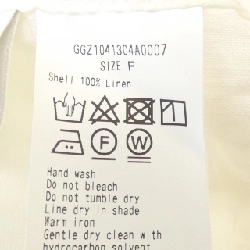 GGZ1041304A0007
SIZE F
Shell 100% Linen
F W
Hand wash
Do not bleach
Do not tumble dry
Line dry in shade
Warm iron
Gentle dry clean with
hydrocarbon solvent